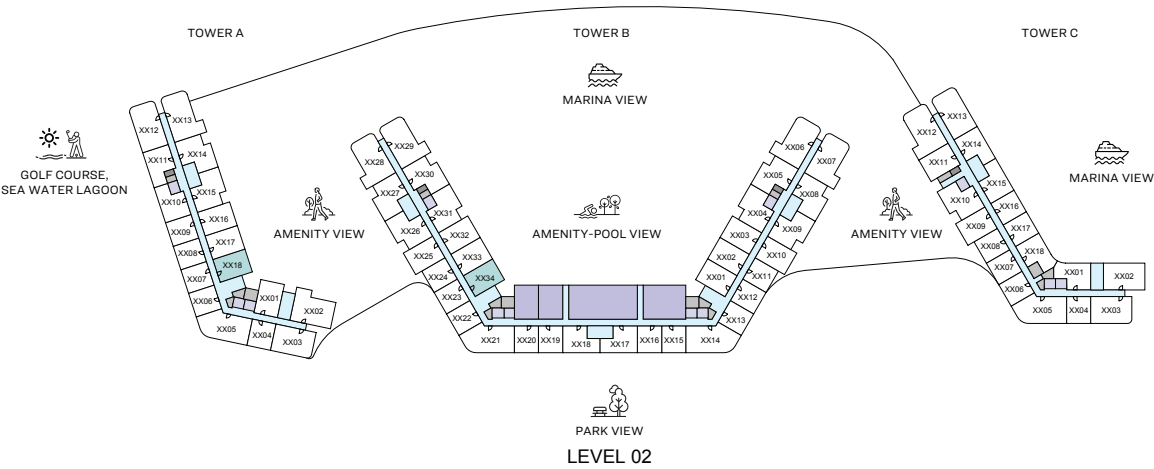 TOWER A
TOWER B
TOWER C
MARINA VIEW
GOLF COURSE,
SEA WATER LAGOON
AMENITY VIEW
AMENITY-POOL VIEW
AMENITY VIEW
MARINA VIEW
XX12
XX13
XX11
XX14
XX10
XX15
XX09
XX16
XX08
XX17
XX07
XX18
XX06
XX01
XX02
XX05
XX04
XX03
XX28
XX29
XX27
XX30
XX26
XX31
XX25
XX32
XX24
XX33
XX23
XX34
XX22
XX21
XX20
XX19
XX18
XX17
XX16
XX15
XX14
XX06
XX07
XX05
XX08
XX04
XX09
XX03
XX10
XX02
XX11
XX01
XX12
XX13
XX12
XX13
XX11
XX14
XX10
XX15
XX09
XX16
XX08
XX17
XX07
XX18
XX06
XX01
XX02
XX05
XX04
XX03
PARK VIEW
LEVEL 02